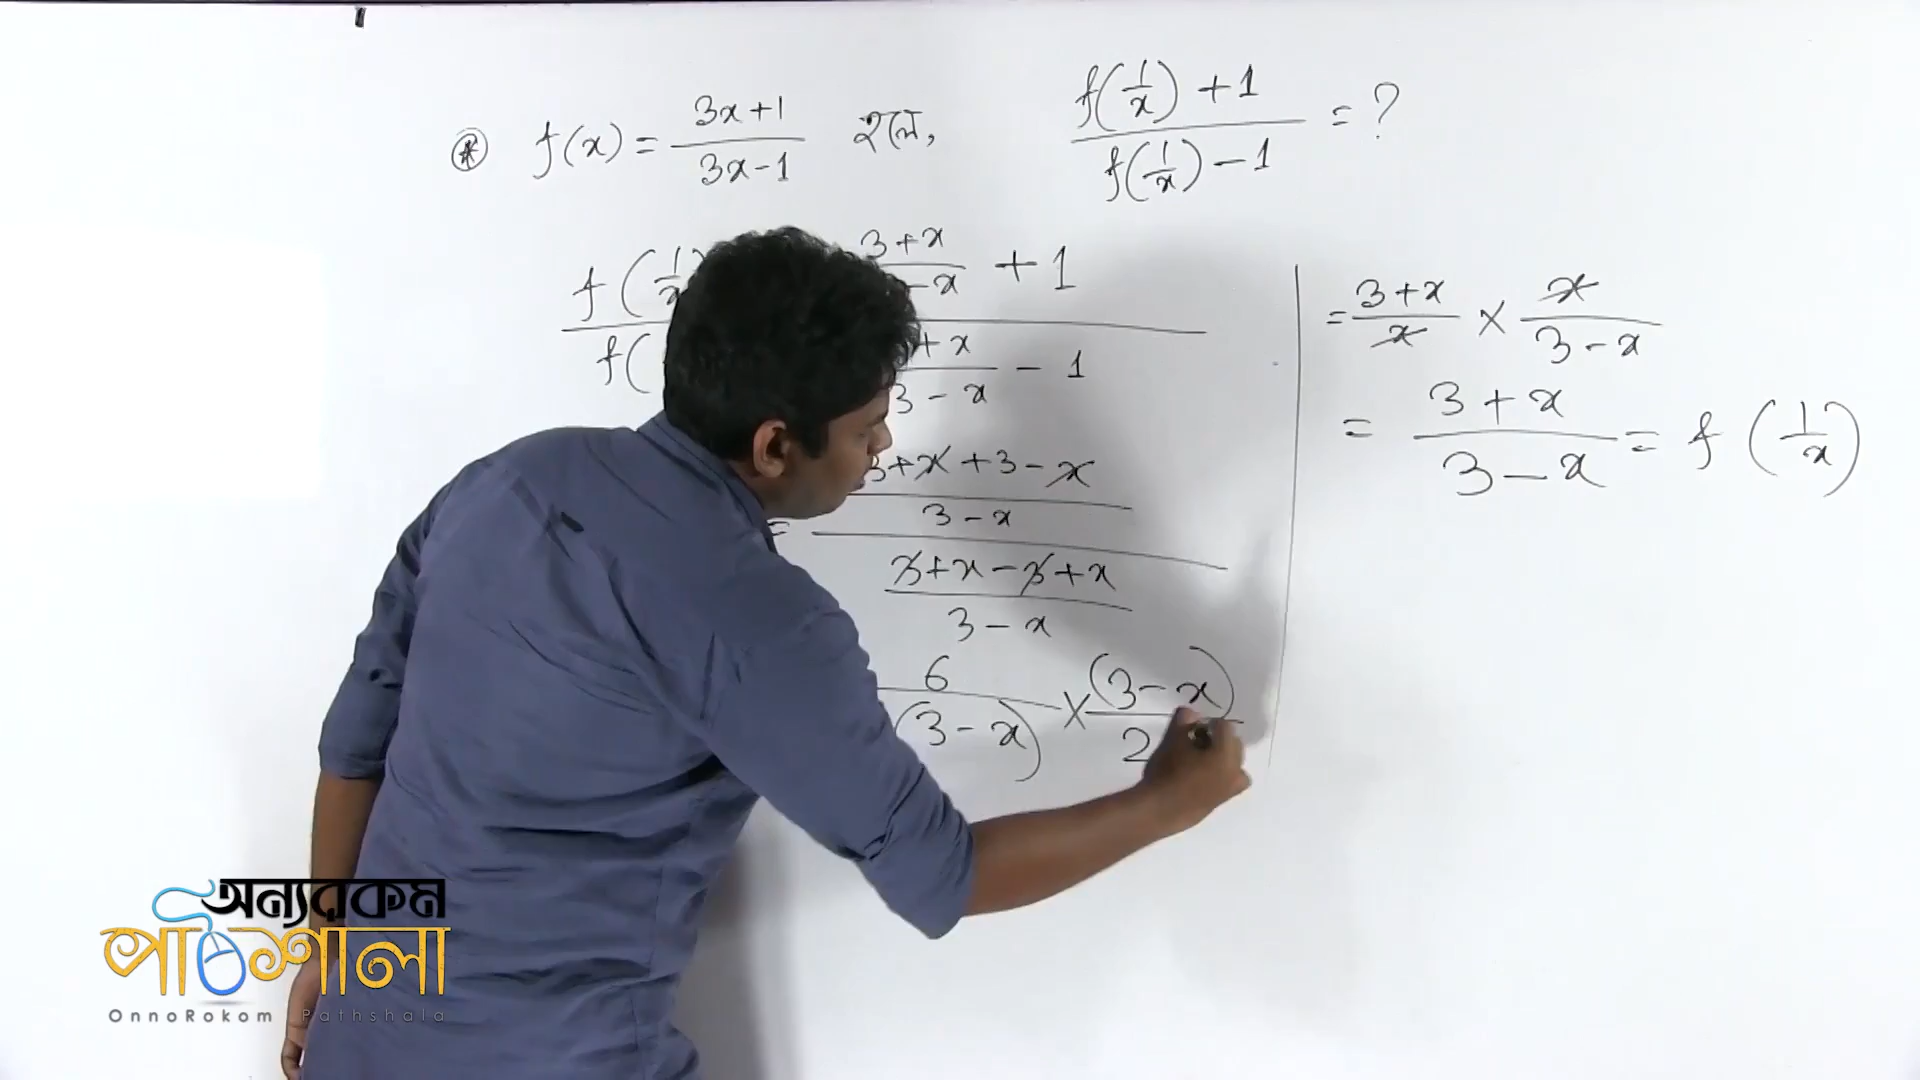 * f(x) = (3x+1)/(3x-1) হলে, (f(1/x) + 1)/(f(1/x) - 1) = ?
f(1/x
3+x
-x
+ 1
f(
+ x
3 - x
- 1
3+x+3-x
3-x
=
3+x-3+x
3-x
6
(3-x)
× (3-x)
2
= (3+x)/x × x/(3-x)
= (3+x)/(3-x) = f(1/x)
অন্যরকম
পাঠশালা
OnnoRokom Pathshala